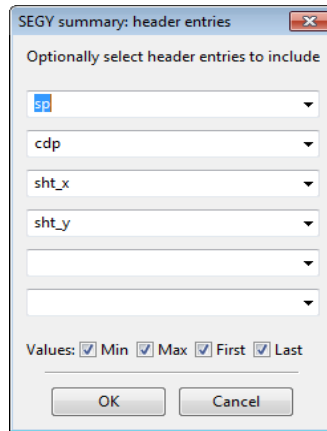 SEGY summary: header entries
Optionally select header entries to include
sp
cdp
sht_x
sht_y
Values: Min Max First Last
OK Cancel